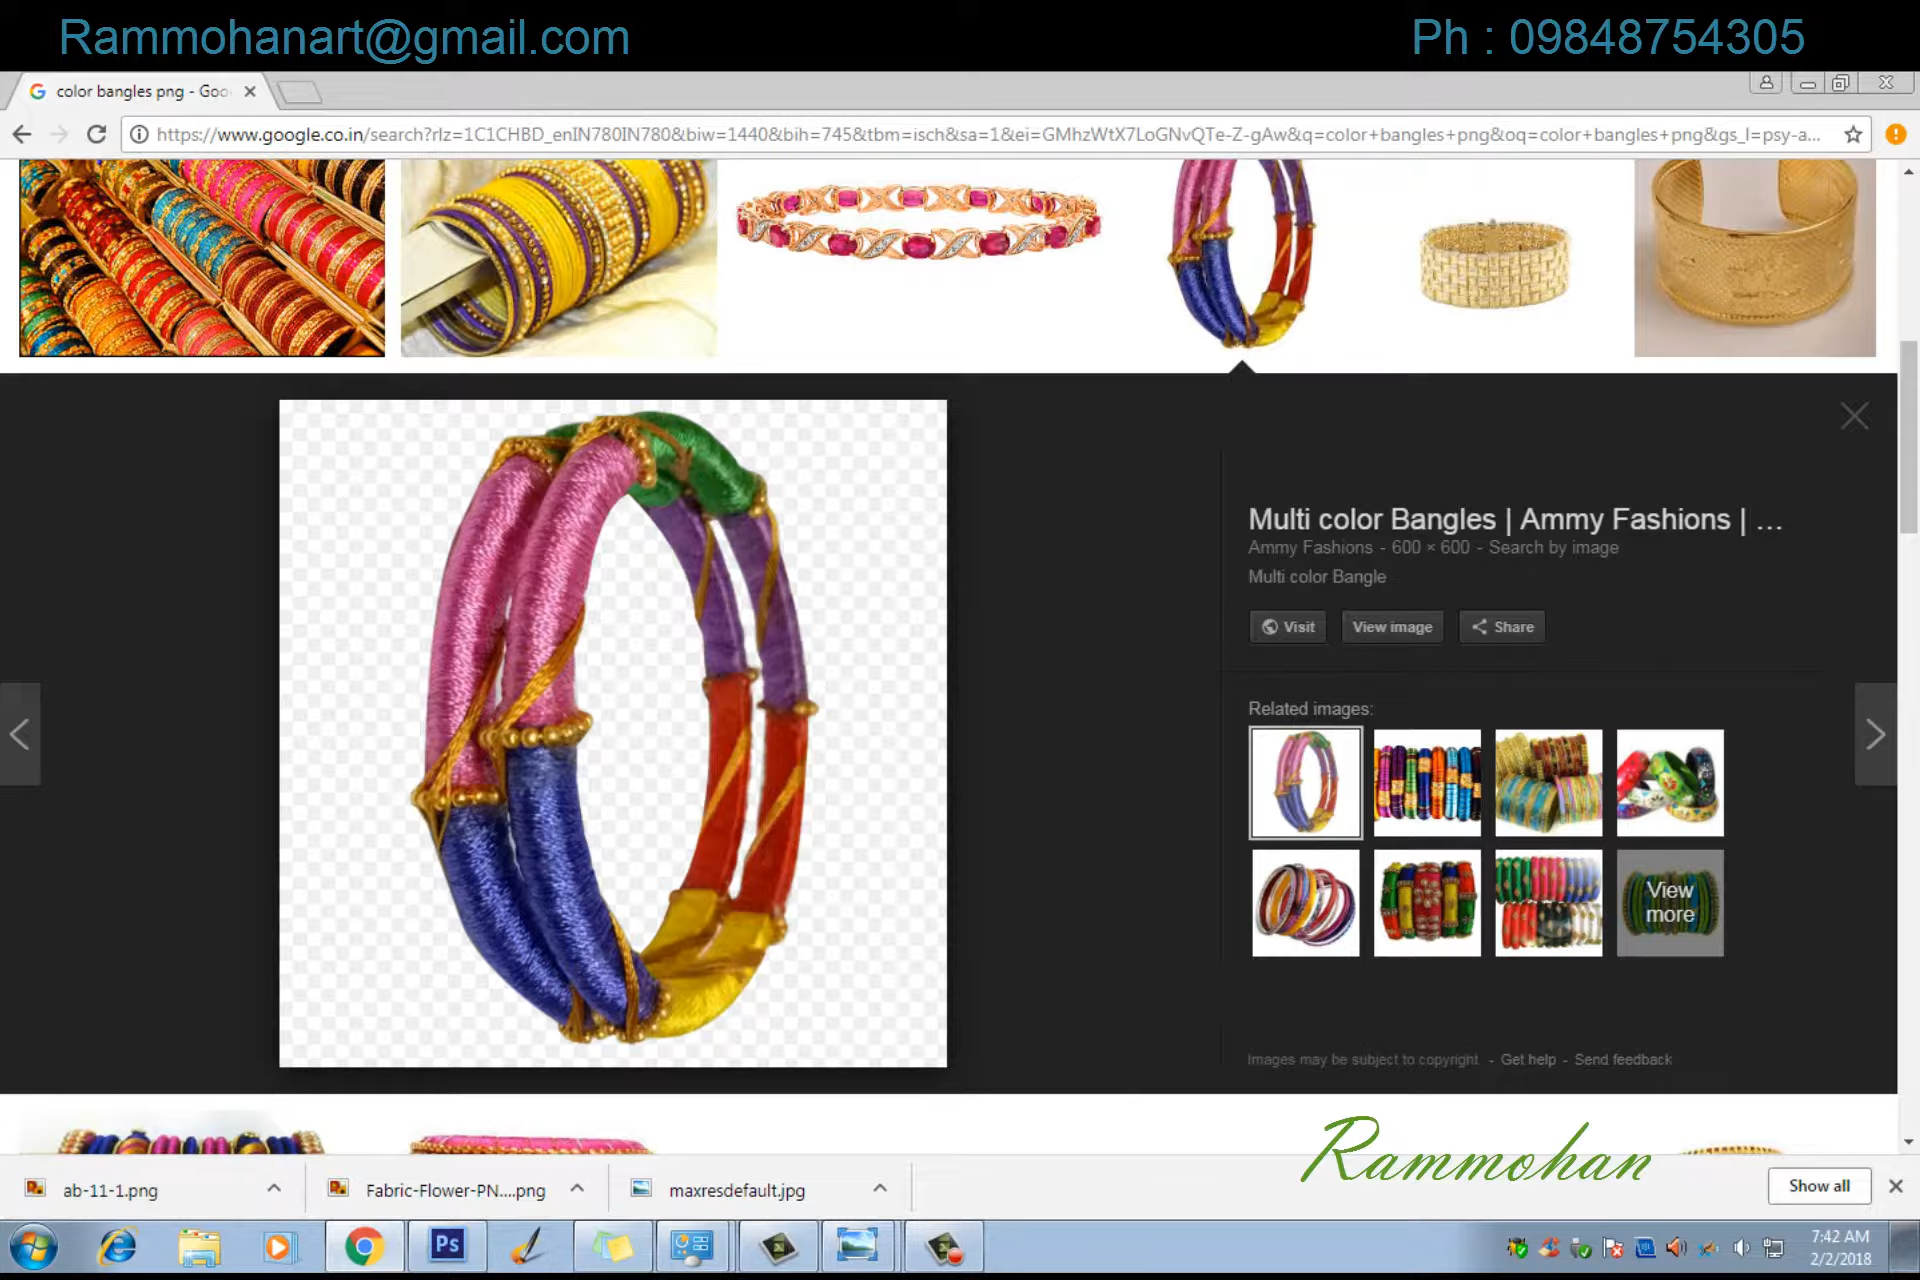 Rammohanart@gmail.com
Ph : 09848754305
color bangles png - Goo
https://www.google.co.in/search?rlz=1C1CHBD_enIN780IN780&biw=1440&bih=745&tbm=isch&sa=1&ei=GMhzWtX7LoGNvQTe-Z-gAw&q=color+bangles+png&oq=color+bangles+png&gs_l=psy-a...
Multi color Bangles | Ammy Fashions | ...
Ammy Fashions - 600 × 600 - Search by image
Multi color Bangle
Visit
View image
Share
Related images:
View
more
Images may be subject to copyright - Get help - Send feedback
Rammohan
ab-11-1.png
Fabric-Flower-PN....png
maxresdefault.jpg
Show all
Ps
7:42 AM
2/2/2018